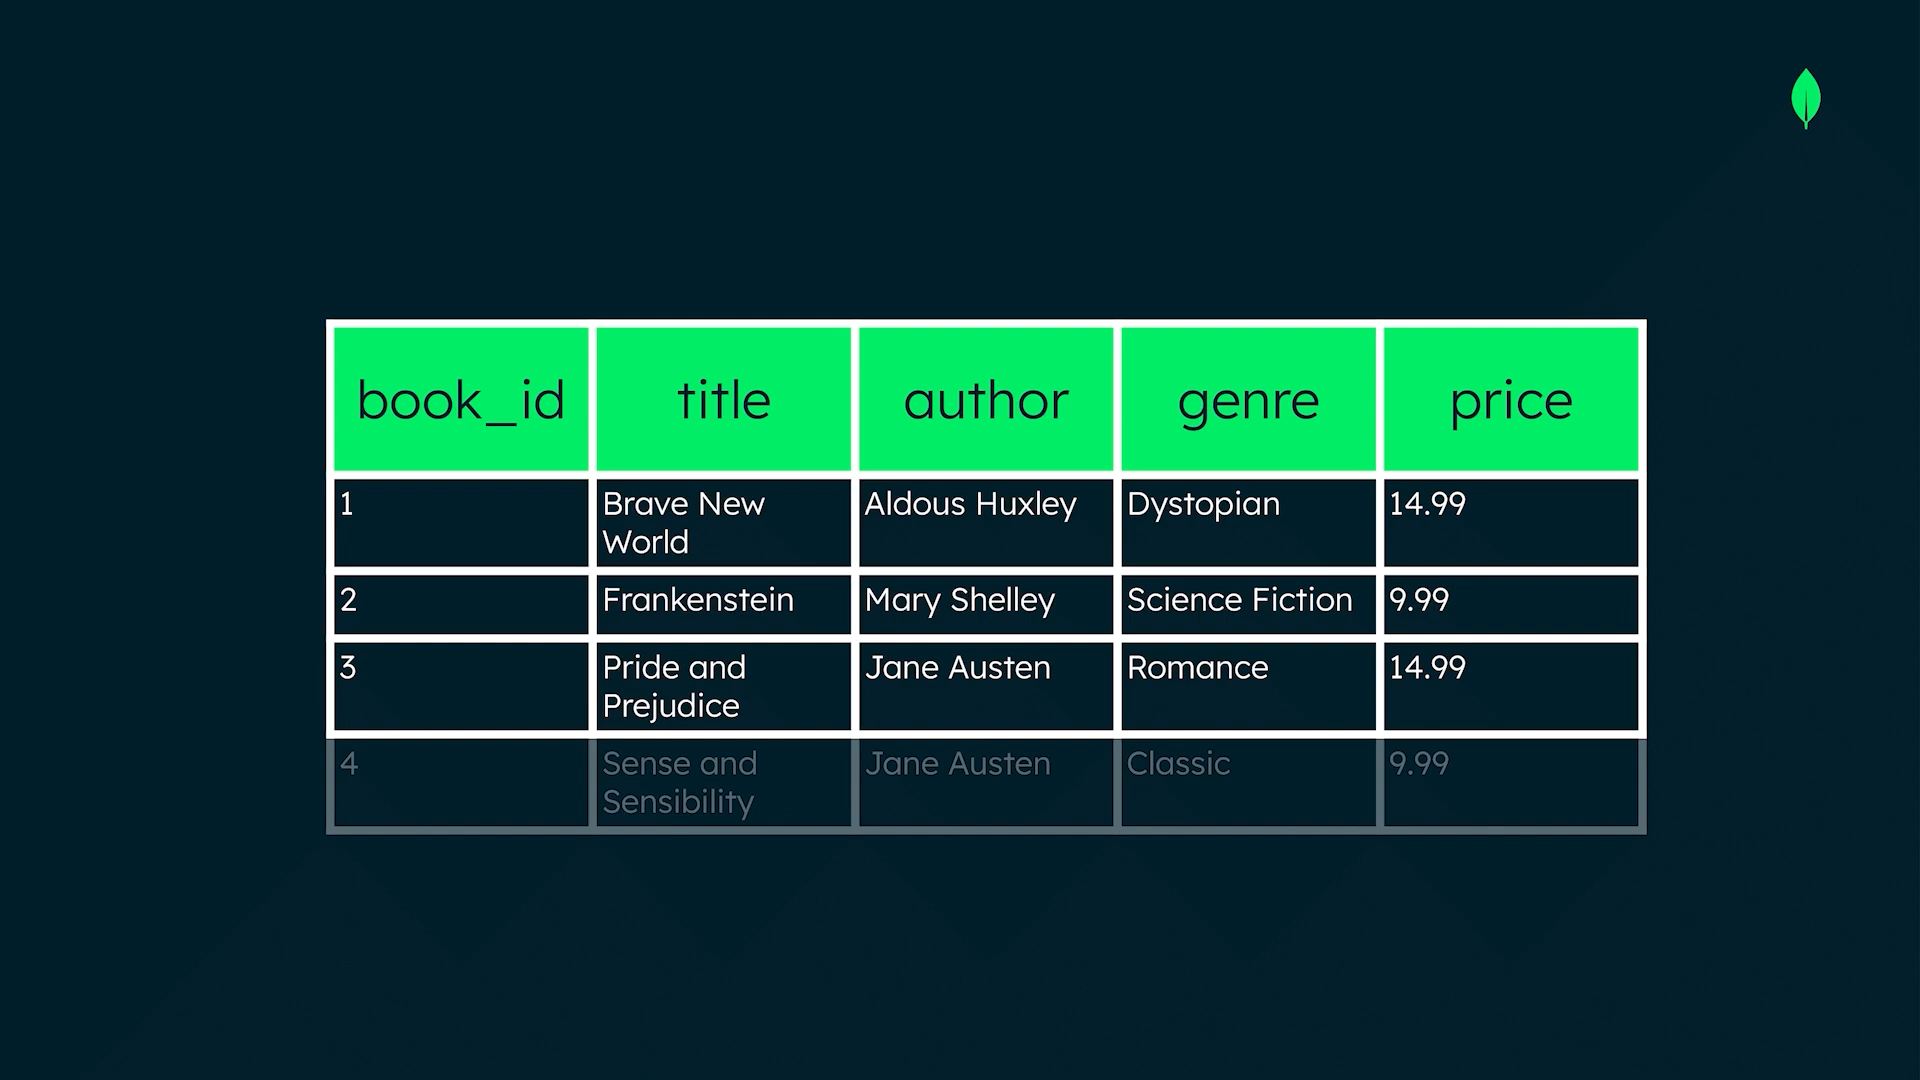 book_id title author genre price
1 Brave New Aldous Huxley Dystopian 14.99
World
2 Frankenstein Mary Shelley Science Fiction 9.99
3 Pride and Jane Austen Romance 14.99
Prejudice
4 Sense and Jane Austen Classic 9.99
Sensibility